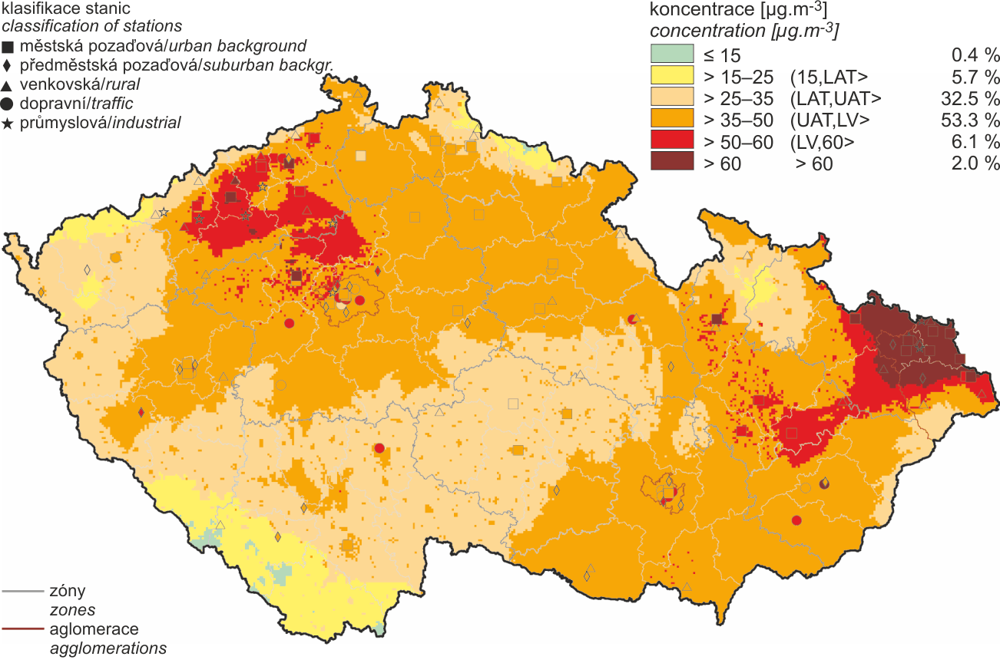 klasifikace stanic
classification of stations
městská pozaďová/urban background
předměstská pozaďová/suburban backgr.
venkovská/rural
dopravní/traffic
průmyslová/industrial
koncentrace [µg.m-3]
concentration [µg.m-3]
≤ 15 0.4 %
> 15–25 (15,LAT> 5.7 %
> 25–35 (LAT,UAT> 32.5 %
> 35–50 (UAT,LV> 53.3 %
> 50–60 (LV,60> 6.1 %
> 60 > 60 2.0 %
zóny
zones
aglomerace
agglomerations